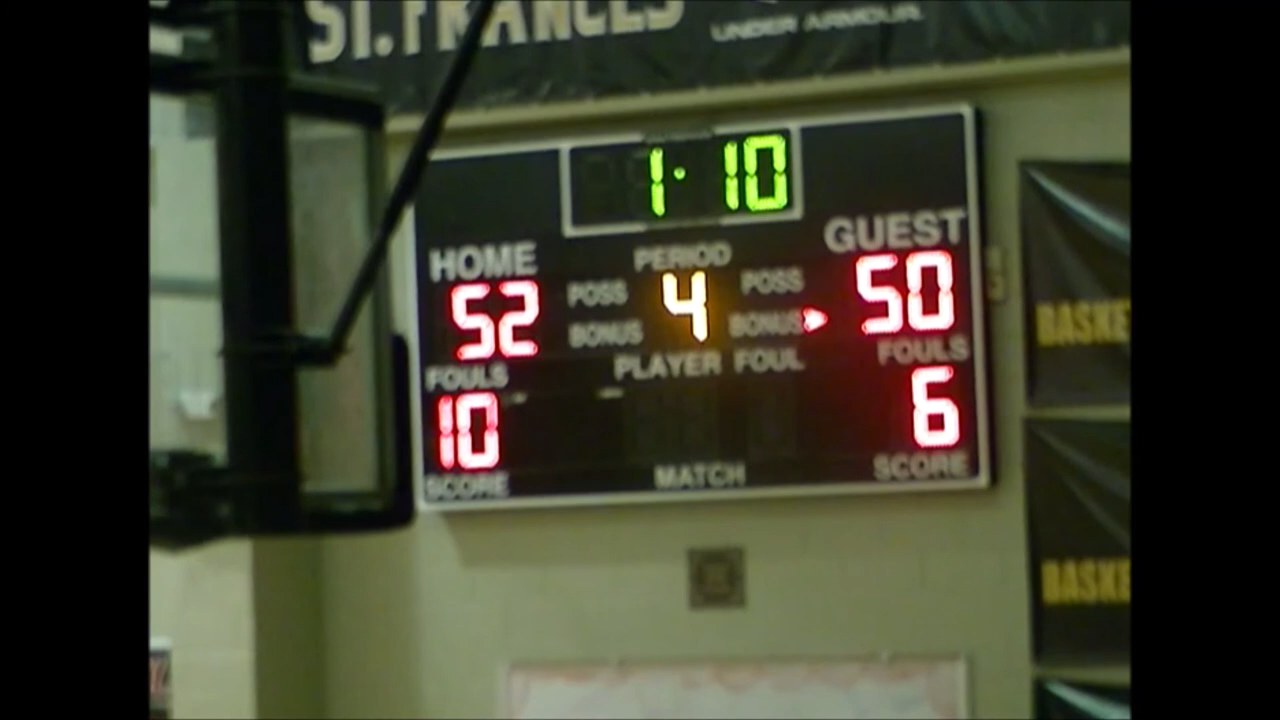 ST. FRANCES
UNDER ARMOUR
1:10
HOME PERIOD GUEST
52 POSS 4 POSS 50
BONUS BONUS
FOULS PLAYER FOUL FOULS
10 6
SCORE MATCH SCORE
BASKE
BASKE